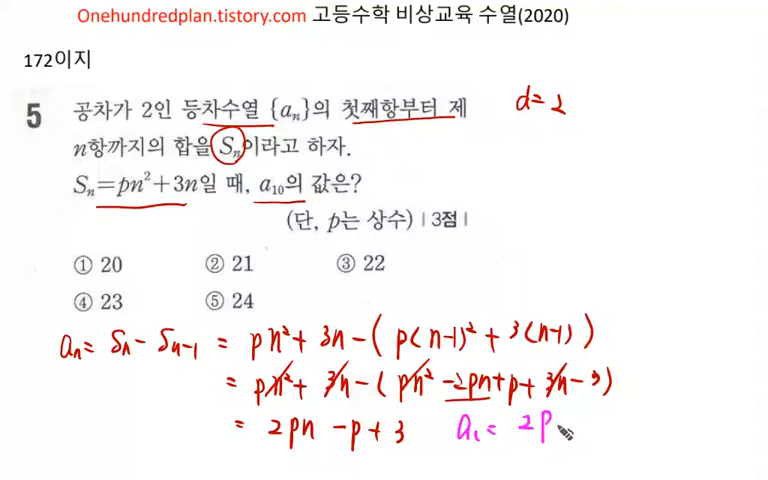 Onehundredplan.tistory.com 고등수학 비상교육 수열(2020)
172이지
5 공차가 2인 등차수열 {aₙ}의 첫째항부터 제 d=2
n항까지의 합을 Sₙ이라고 하자.
Sₙ=pn²+3n일 때, a₁₀의 값은?
(단, p는 상수) |3점|
① 20 ② 21 ③ 22
④ 23 ⑤ 24
aₙ= Sₙ - Sₙ₋₁ = pn²+3n-(p(n-1)²+3(n-1))
= pn²+3n-(pn²-2pn+p+3n-3)
= 2pn -p+3 a₁= 2p